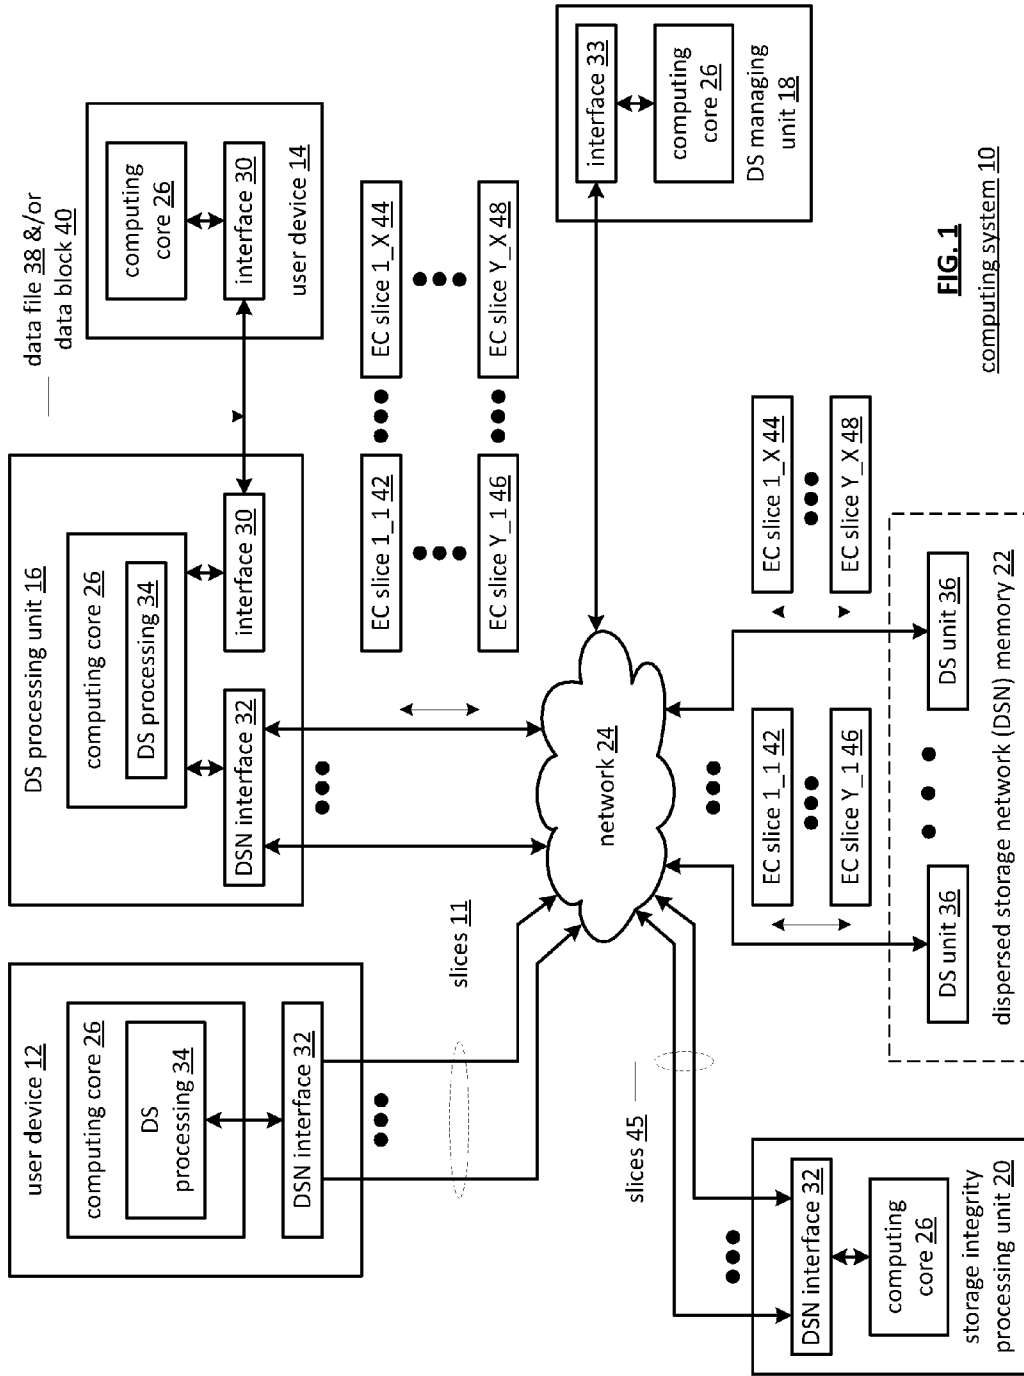 user device 12
computing core 26
DS
processing 34
DSN interface 32
DS processing unit 16
computing core 26
DS processing 34
DSN interface 32
interface 30
data file 38 &/or
data block 40
computing
core 26
interface 30
user device 14
slices 11
EC slice 1_1 42
EC slice 1_X 44
EC slice Y_1 46
EC slice Y_X 48
network 24
interface 33
computing
core 26
DS managing
unit 18
slices 45
DSN interface 32
computing
core 26
storage integrity
processing unit 20
EC slice 1_1 42
EC slice 1_X 44
EC slice Y_1 46
EC slice Y_X 48
DS unit 36
DS unit 36
dispersed storage network (DSN) memory 22
FIG. 1
computing system 10